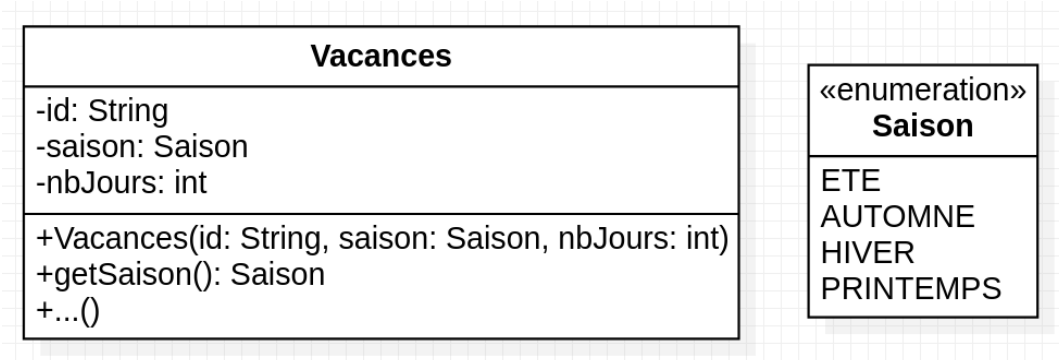 Vacances
-id: String
-saison: Saison
-nbJours: int
+Vacances(id: String, saison: Saison, nbJours: int)
+getSaison(): Saison
+...()
«enumeration»
Saison
ETE
AUTOMNE
HIVER
PRINTEMPS